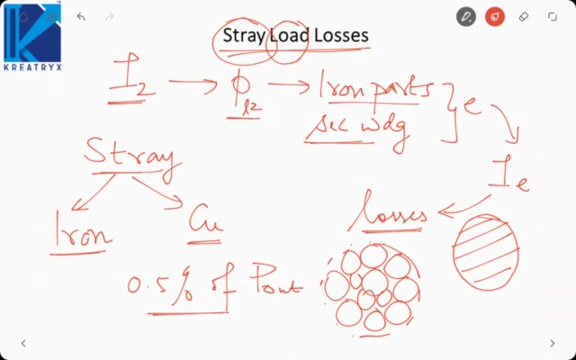 Stray Load Losses
KREATRYX
I₂ → ϕl₂ → Iron parts
sec wdg } e
Ie
Stray
losses
Iron
Cu
0.5% of Pout